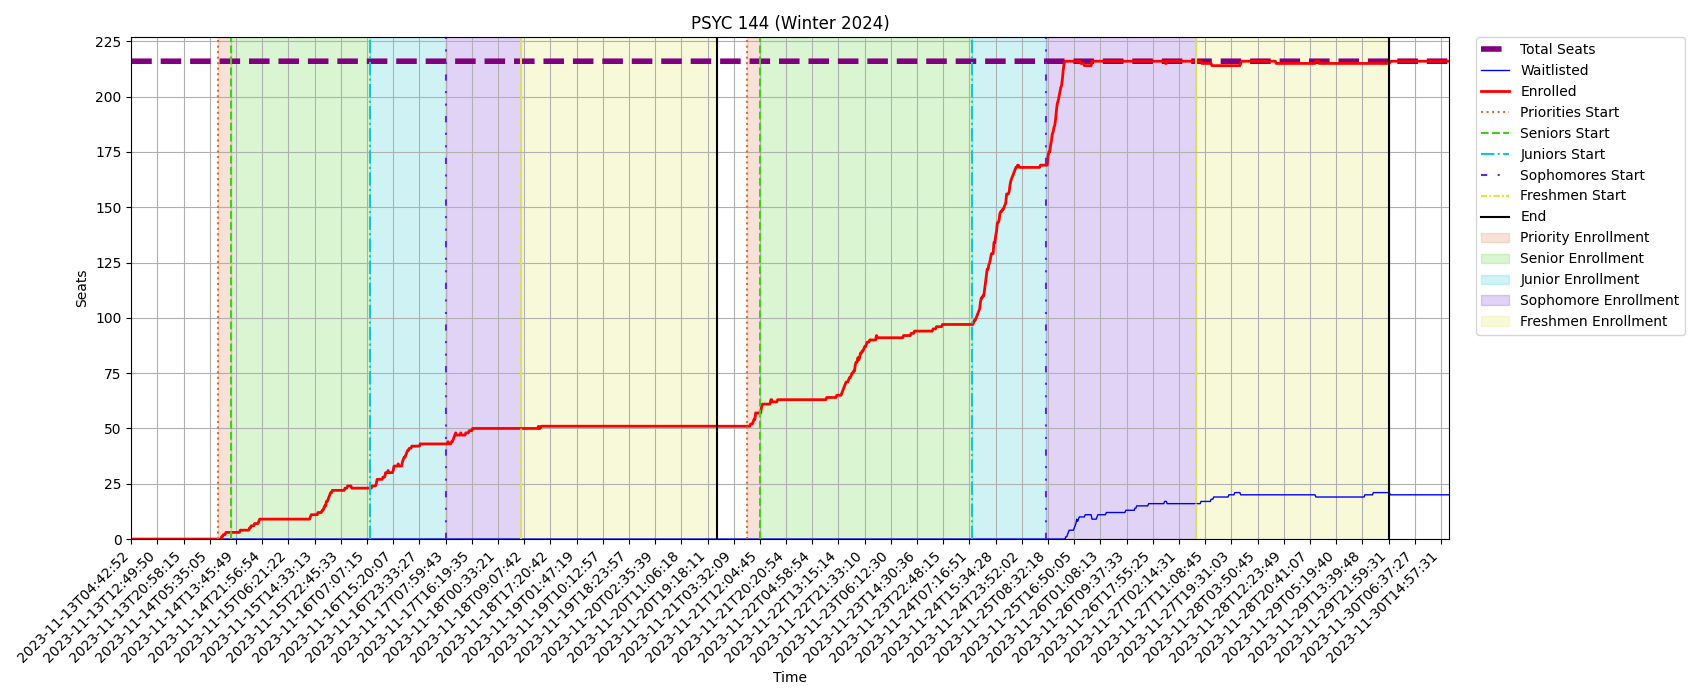 PSYC 144 (Winter 2024)
Seats
225
200
175
150
125
100
75
50
25
0
2023-11-13T04:42:52
2023-11-13T12:49:50
2023-11-13T20:58:15
2023-11-14T05:35:05
2023-11-14T13:45:49
2023-11-14T21:56:54
2023-11-15T06:21:22
2023-11-15T14:33:13
2023-11-15T22:45:33
2023-11-16T07:07:15
2023-11-16T15:20:07
2023-11-16T23:33:27
2023-11-17T07:59:43
2023-11-17T16:19:35
2023-11-18T00:33:21
2023-11-18T09:07:42
2023-11-18T17:20:42
2023-11-19T01:47:19
2023-11-19T10:12:57
2023-11-19T18:23:57
2023-11-20T02:35:39
2023-11-20T11:06:18
2023-11-20T19:18:11
2023-11-21T03:32:09
2023-11-21T12:04:45
2023-11-21T20:20:54
2023-11-22T04:58:54
2023-11-22T13:15:14
2023-11-22T21:33:10
2023-11-23T06:12:30
2023-11-23T14:30:36
2023-11-23T22:48:15
2023-11-24T07:16:51
2023-11-24T15:34:28
2023-11-24T23:52:02
2023-11-25T08:32:18
2023-11-25T16:50:05
2023-11-26T01:08:13
2023-11-26T09:37:33
2023-11-26T17:55:25
2023-11-27T02:14:31
2023-11-27T11:08:45
2023-11-27T19:31:03
2023-11-28T03:50:45
2023-11-28T12:23:49
2023-11-28T20:41:07
2023-11-29T05:19:40
2023-11-29T13:39:48
2023-11-29T21:59:31
2023-11-30T06:37:27
2023-11-30T14:57:31
Time
Total Seats
Waitlisted
Enrolled
Priorities Start
Seniors Start
Juniors Start
Sophomores Start
Freshmen Start
End
Priority Enrollment
Senior Enrollment
Junior Enrollment
Sophomore Enrollment
Freshmen Enrollment